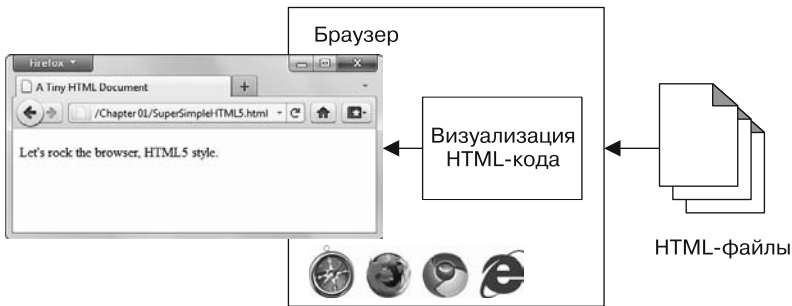 Браузер
Firefox
A Tiny HTML Document
/Chapter 01/SuperSimpleHTML5.html
Let's rock the browser, HTML5 style.
Визуализация
HTML-кода
HTML-файлы